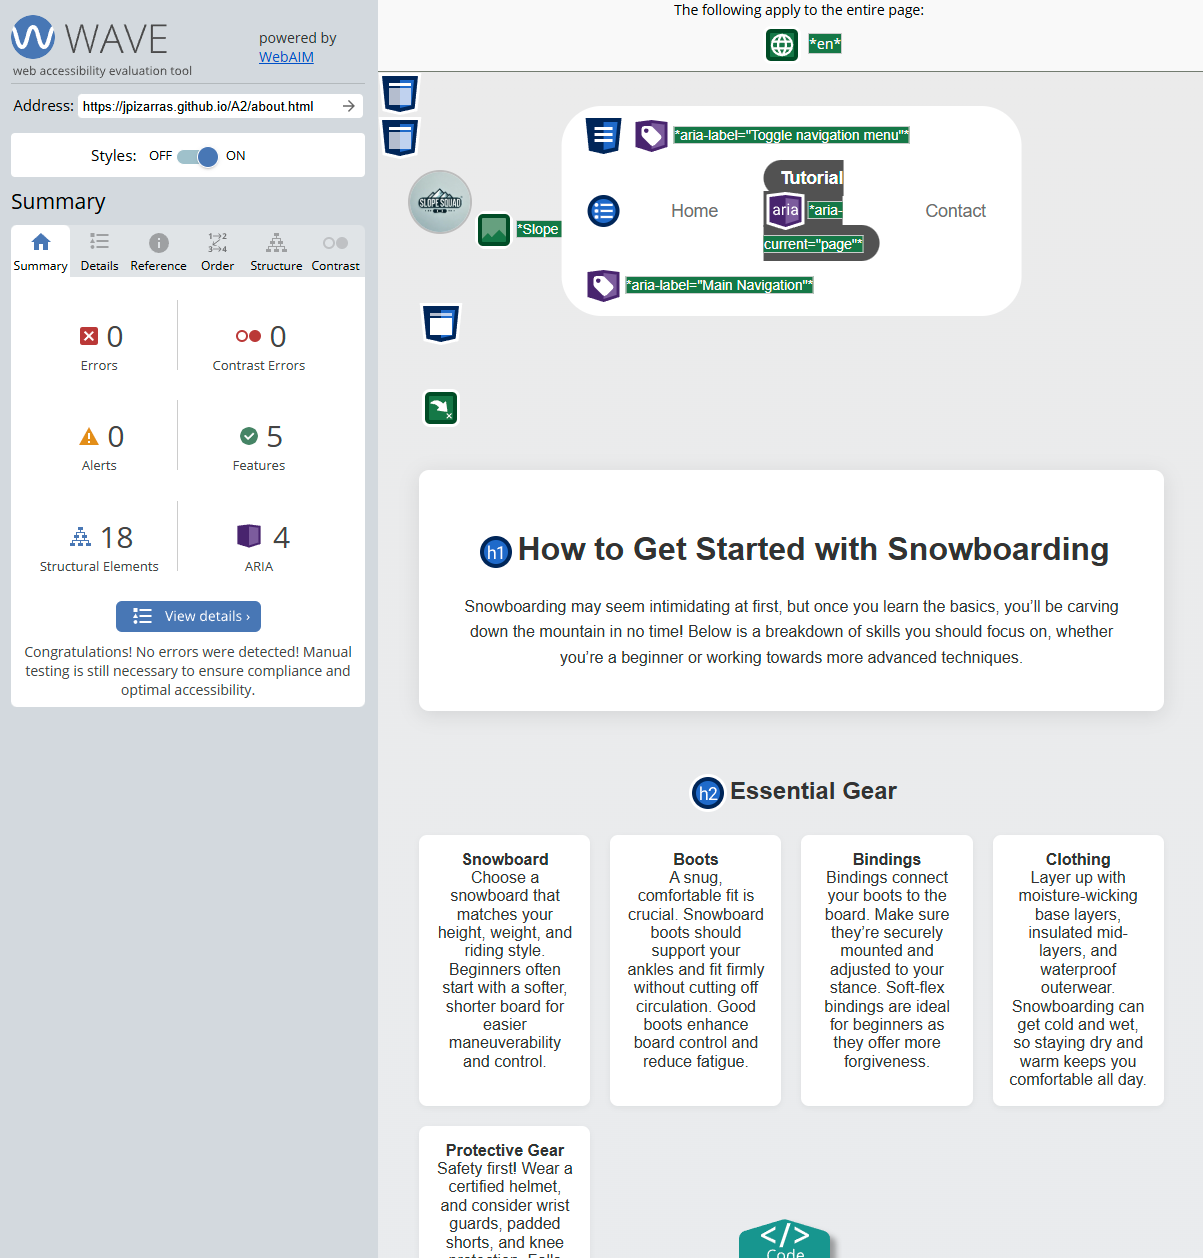 WAVE
web accessibility evaluation tool
powered by
WebAIM
Address: https://jpizarras.github.io/A2/about.html
Styles: OFF ON
Summary
Summary Details Reference Order Structure Contrast
0
Errors
0
Contrast Errors
0
Alerts
5
Features
18
Structural Elements
4
ARIA
View details ›
Congratulations! No errors were detected! Manual
testing is still necessary to ensure compliance and
optimal accessibility.
The following apply to the entire page:
*en*
SLOPE SQUAD
*Slope
*aria-label="Toggle navigation menu"*
Home
Tutorial
aria *aria-
current="page"*
Contact
*aria-label="Main Navigation"*
h1 How to Get Started with Snowboarding
Snowboarding may seem intimidating at first, but once you learn the basics, you’ll be carving
down the mountain in no time! Below is a breakdown of skills you should focus on, whether
you’re a beginner or working towards more advanced techniques.
h2 Essential Gear
Snowboard
Choose a
snowboard that
matches your
height, weight, and
riding style.
Beginners often
start with a softer,
shorter board for
easier
maneuverability
and control.
Boots
A snug,
comfortable fit is
crucial. Snowboard
boots should
support your
ankles and fit firmly
without cutting off
circulation. Good
boots enhance
board control and
reduce fatigue.
Bindings
Bindings connect
your boots to the
board. Make sure
they’re securely
mounted and
adjusted to your
stance. Soft-flex
bindings are ideal
for beginners as
they offer more
forgiveness.
Clothing
Layer up with
moisture-wicking
base layers,
insulated mid-
layers, and
waterproof
outerwear.
Snowboarding can
get cold and wet,
so staying dry and
warm keeps you
comfortable all day.
Protective Gear
Safety first! Wear a
certified helmet,
and consider wrist
guards, padded
shorts, and knee
protection. Falls
</>
Code